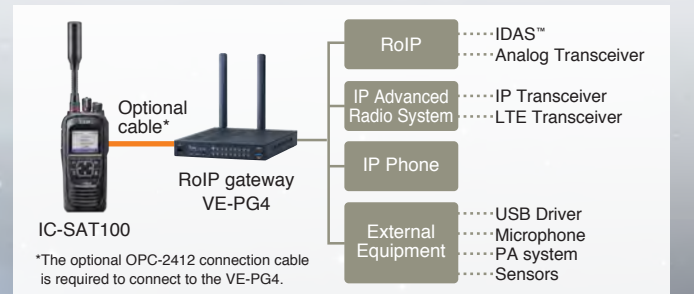 RoIP
IDAS™
Analog Transceiver
Optional
cable*
IP Advanced
Radio System
IP Transceiver
LTE Transceiver
RoIP gateway
VE-PG4
IP Phone
IC-SAT100
External
Equipment
USB Driver
Microphone
PA system
Sensors
*The optional OPC-2412 connection cable
is required to connect to the VE-PG4.